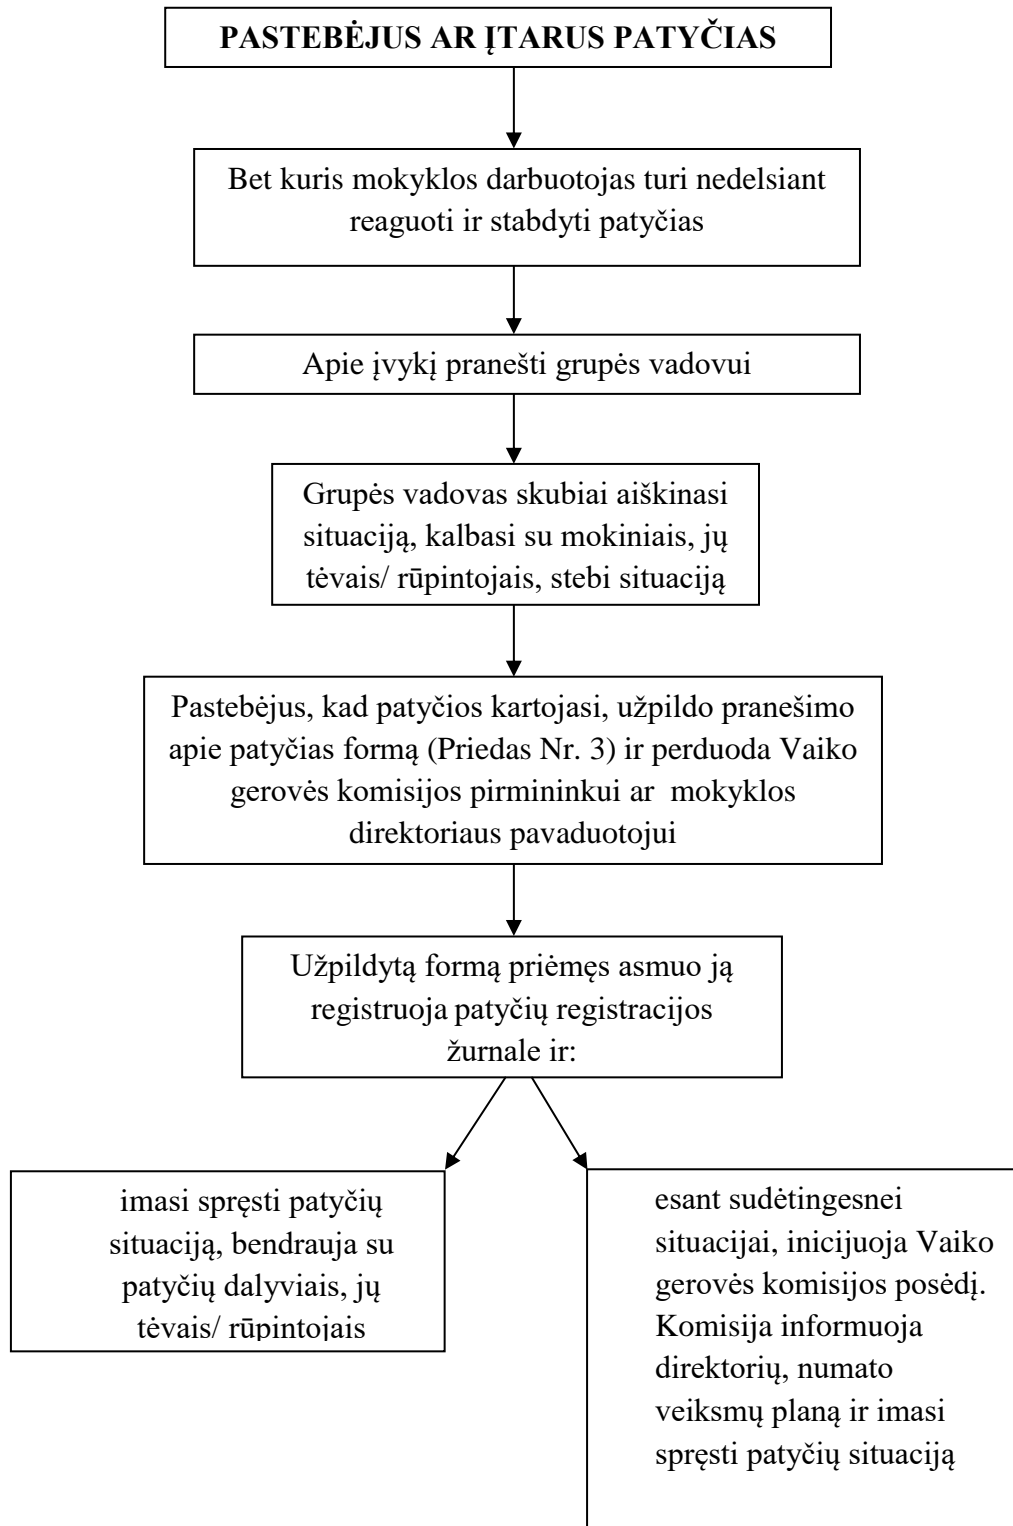 PASTEBĖJUS AR ĮTARUS PATYČIAS
Bet kuris mokyklos darbuotojas turi nedelsiant
reaguoti ir stabdyti patyčias
Apie įvykį pranešti grupės vadovui
Grupės vadovas skubiai aiškinasi
situaciją, kalbasi su mokiniais, jų
tėvais/ rūpintojais, stebi situaciją
Pastebėjus, kad patyčios kartojasi, užpildo pranešimo
apie patyčias formą (Priedas Nr. 3) ir perduoda Vaiko
gerovės komisijos pirmininkui ar  mokyklos
direktoriaus pavaduotojui
Užpildytą formą priėmęs asmuo ją
registruoja patyčių registracijos
žurnale ir:
imasi spręsti patyčių
situaciją, bendrauja su
patyčių dalyviais, jų
tėvais/ rūpintojais
esant sudėtingesnei
situacijai, inicijuoja Vaiko
gerovės komisijos posėdį.
Komisija informuoja
direktorių, numato
veiksmų planą ir imasi
spręsti patyčių situaciją